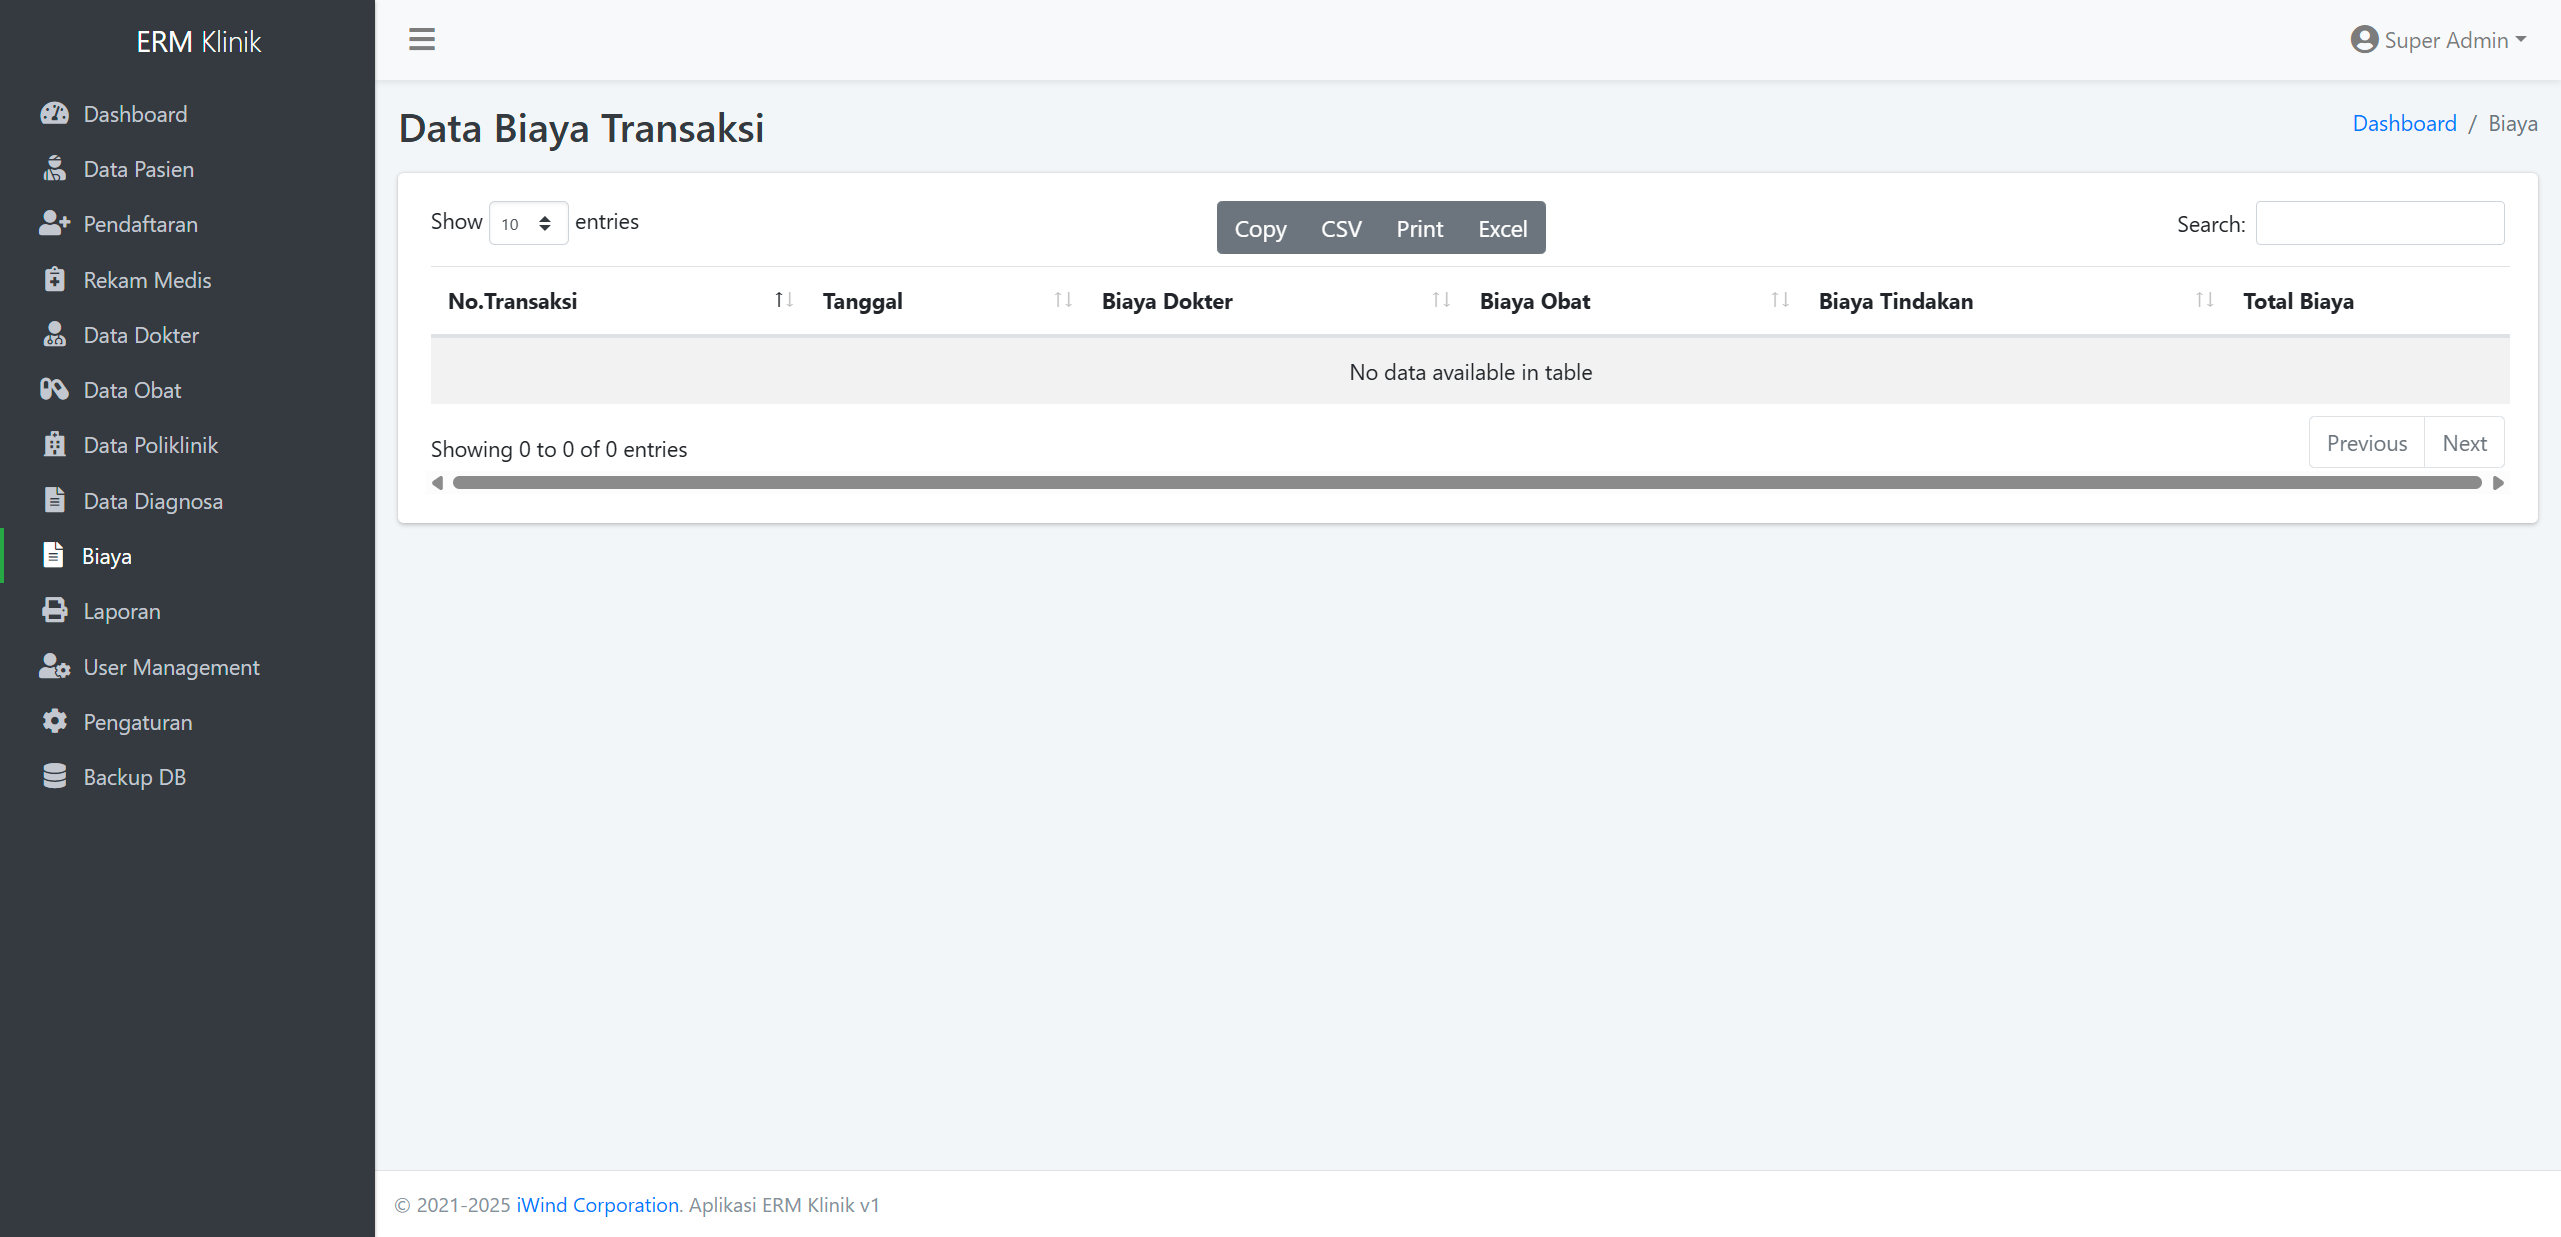 ERM Klinik
Dashboard
Data Pasien
Pendaftaran
Rekam Medis
Data Dokter
Data Obat
Data Poliklinik
Data Diagnosa
Biaya
Laporan
User Management
Pengaturan
Backup DB
Super Admin
Data Biaya Transaksi
Dashboard / Biaya
Show 10 entries
Copy CSV Print Excel
Search:
No.Transaksi Tanggal Biaya Dokter Biaya Obat Biaya Tindakan Total Biaya
No data available in table
Showing 0 to 0 of 0 entries
Previous Next
© 2021-2025 iWind Corporation. Aplikasi ERM Klinik v1